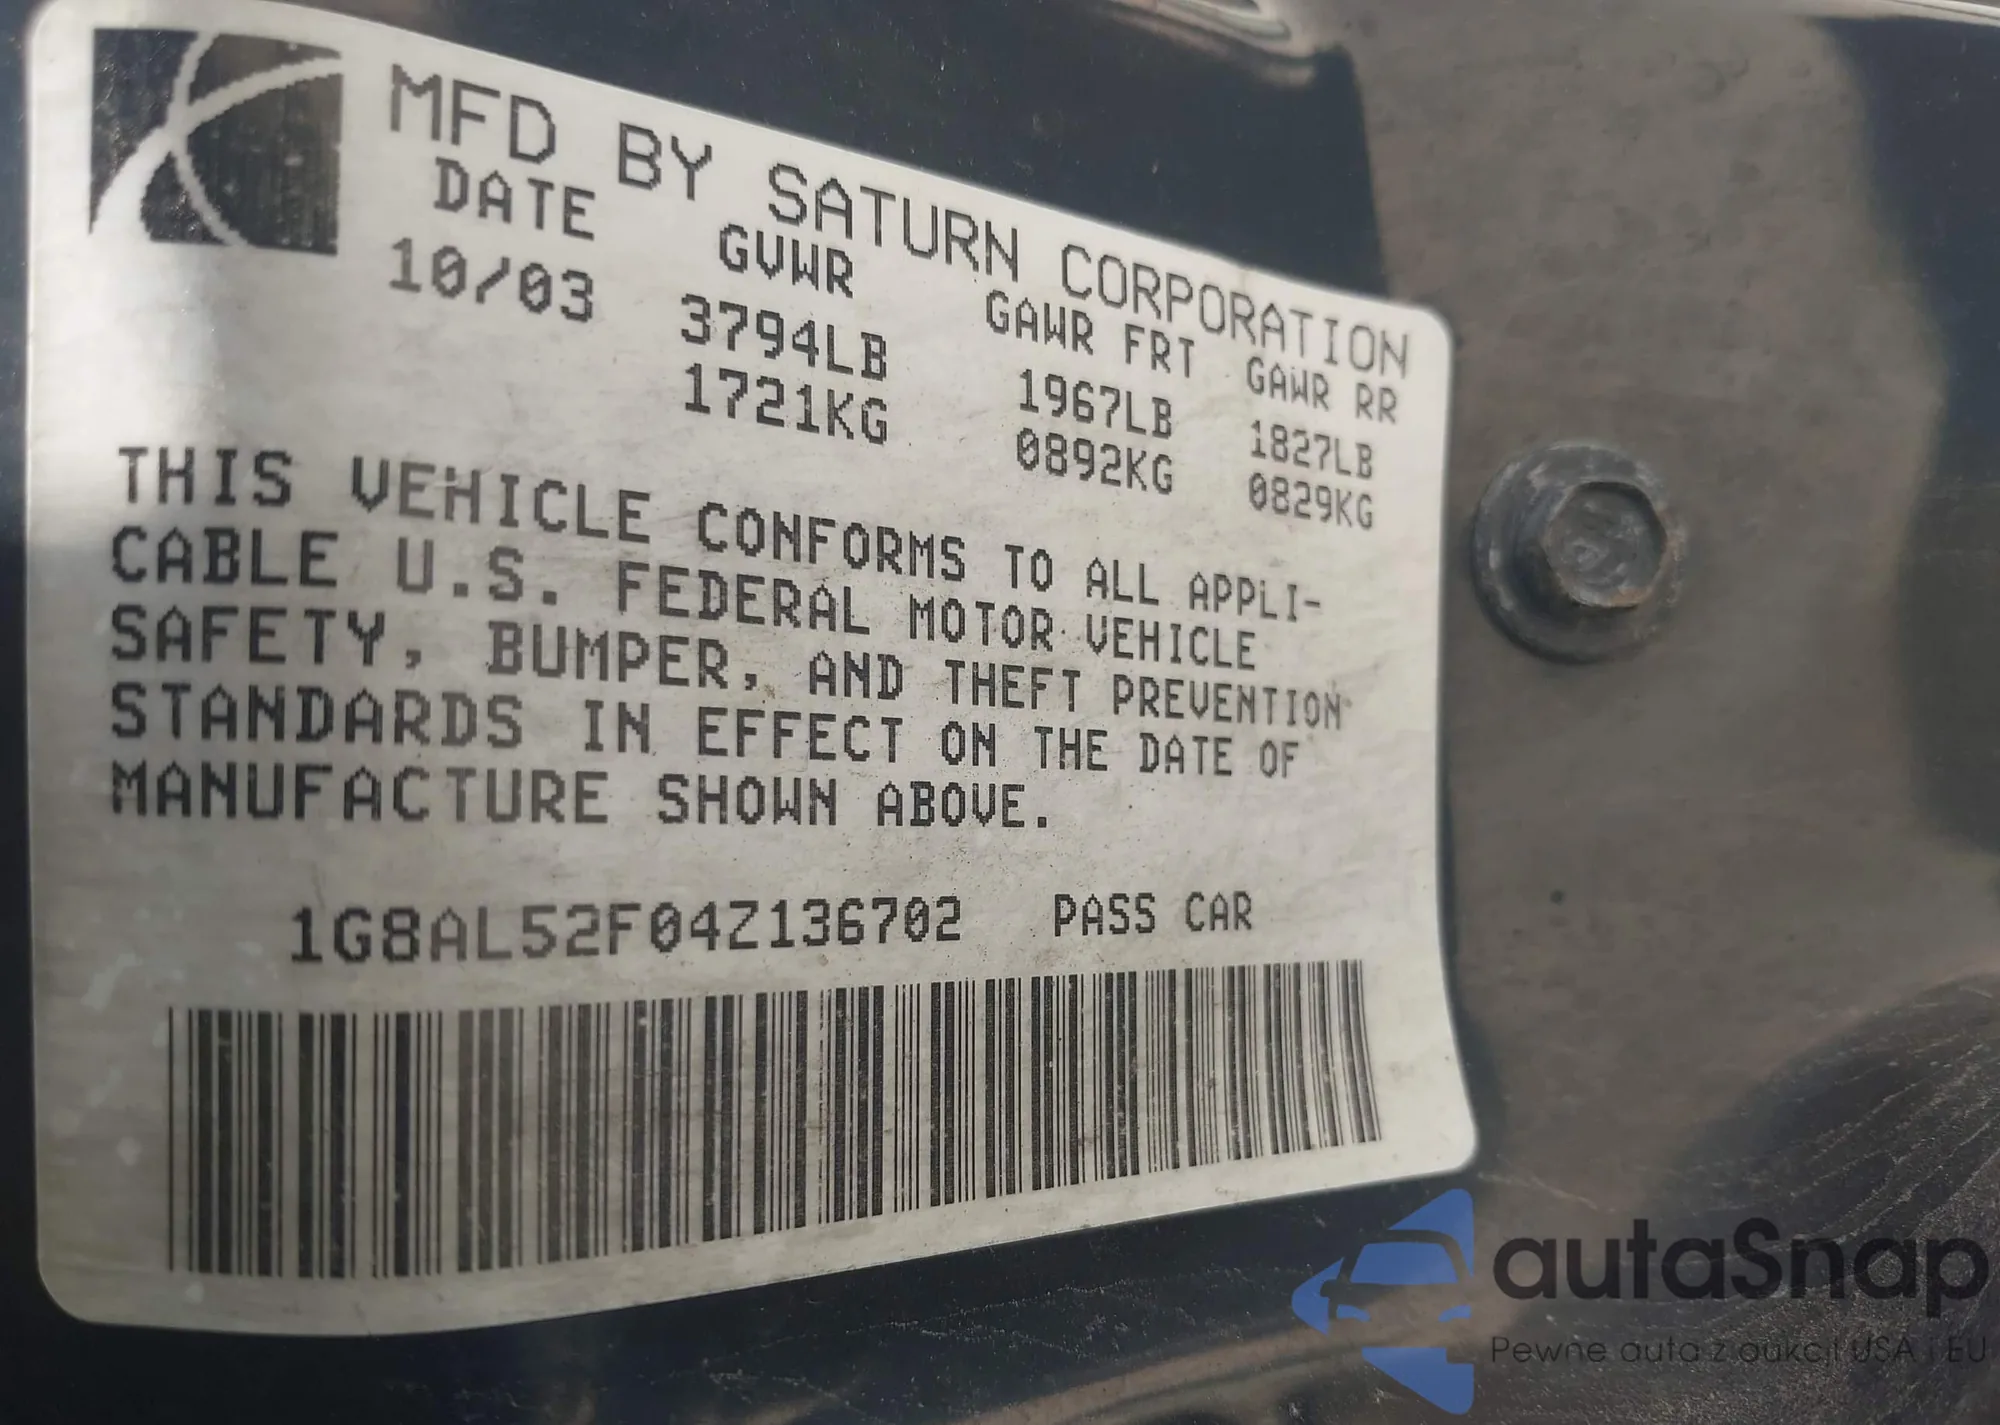 MFD BY SATURN CORPORATION
DATE GVWR GAWR FRT GAWR RR
10/03 3794LB 1967LB 1827LB
1721KG 0892KG 0829KG
THIS VEHICLE CONFORMS TO ALL APPLI-
CABLE U.S. FEDERAL MOTOR VEHICLE
SAFETY, BUMPER, AND THEFT PREVENTION
STANDARDS IN EFFECT ON THE DATE OF
MANUFACTURE SHOWN ABOVE.
1G8AL52F04Z136702 PASS CAR
autaSnap
Pewne auta z aukcji USA i EU